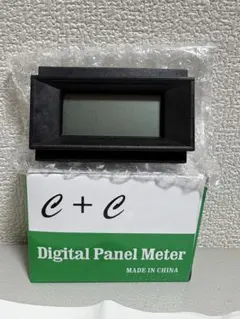 C + C
Digital Panel Meter
MADE IN CHINA